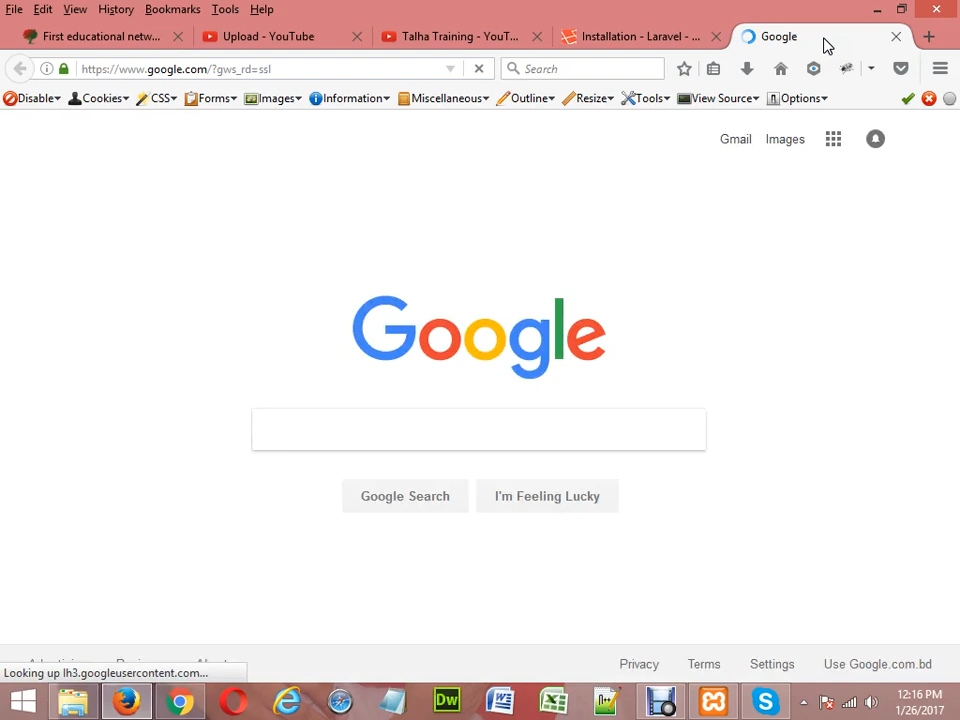 File Edit View History Bookmarks Tools Help
First educational netw... Upload - YouTube Talha Training - YouT... Installation - Laravel - ... Google
https://www.google.com/?gws_rd=ssl Search
Disable Cookies CSS Forms Images Information Miscellaneous Outline Resize Tools View Source Options
Gmail Images
Google
Google Search I'm Feeling Lucky
Privacy Terms Settings Use Google.com.bd
Looking up lh3.googleusercontent.com...
Dw
12:16 PM
1/26/2017